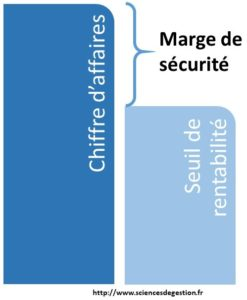 Marge de
sécurité
Chiffre d'affaires
Seuil de
rentabilité
http://www.sciencesdegestion.fr